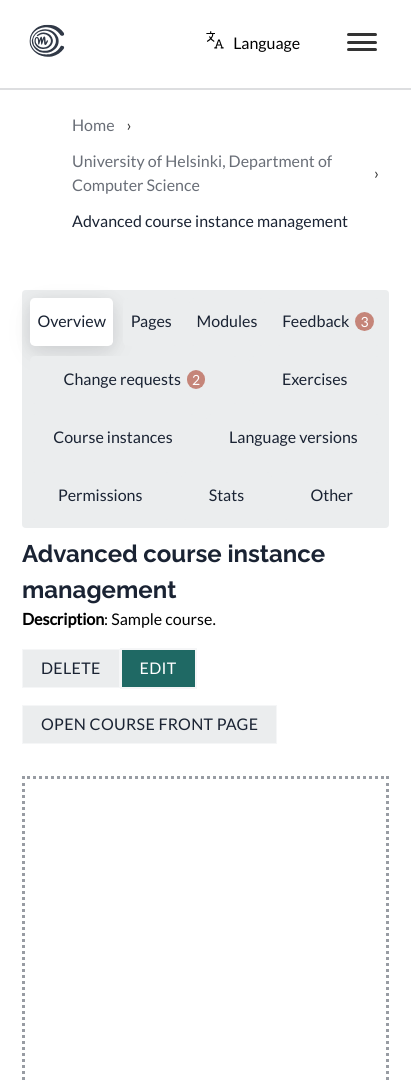 Language
Home ›
University of Helsinki, Department of
Computer Science ›
Advanced course instance management
Overview Pages Modules Feedback 3
Change requests 2 Exercises
Course instances Language versions
Permissions Stats Other
Advanced course instance
management
Description: Sample course.
DELETE EDIT
OPEN COURSE FRONT PAGE